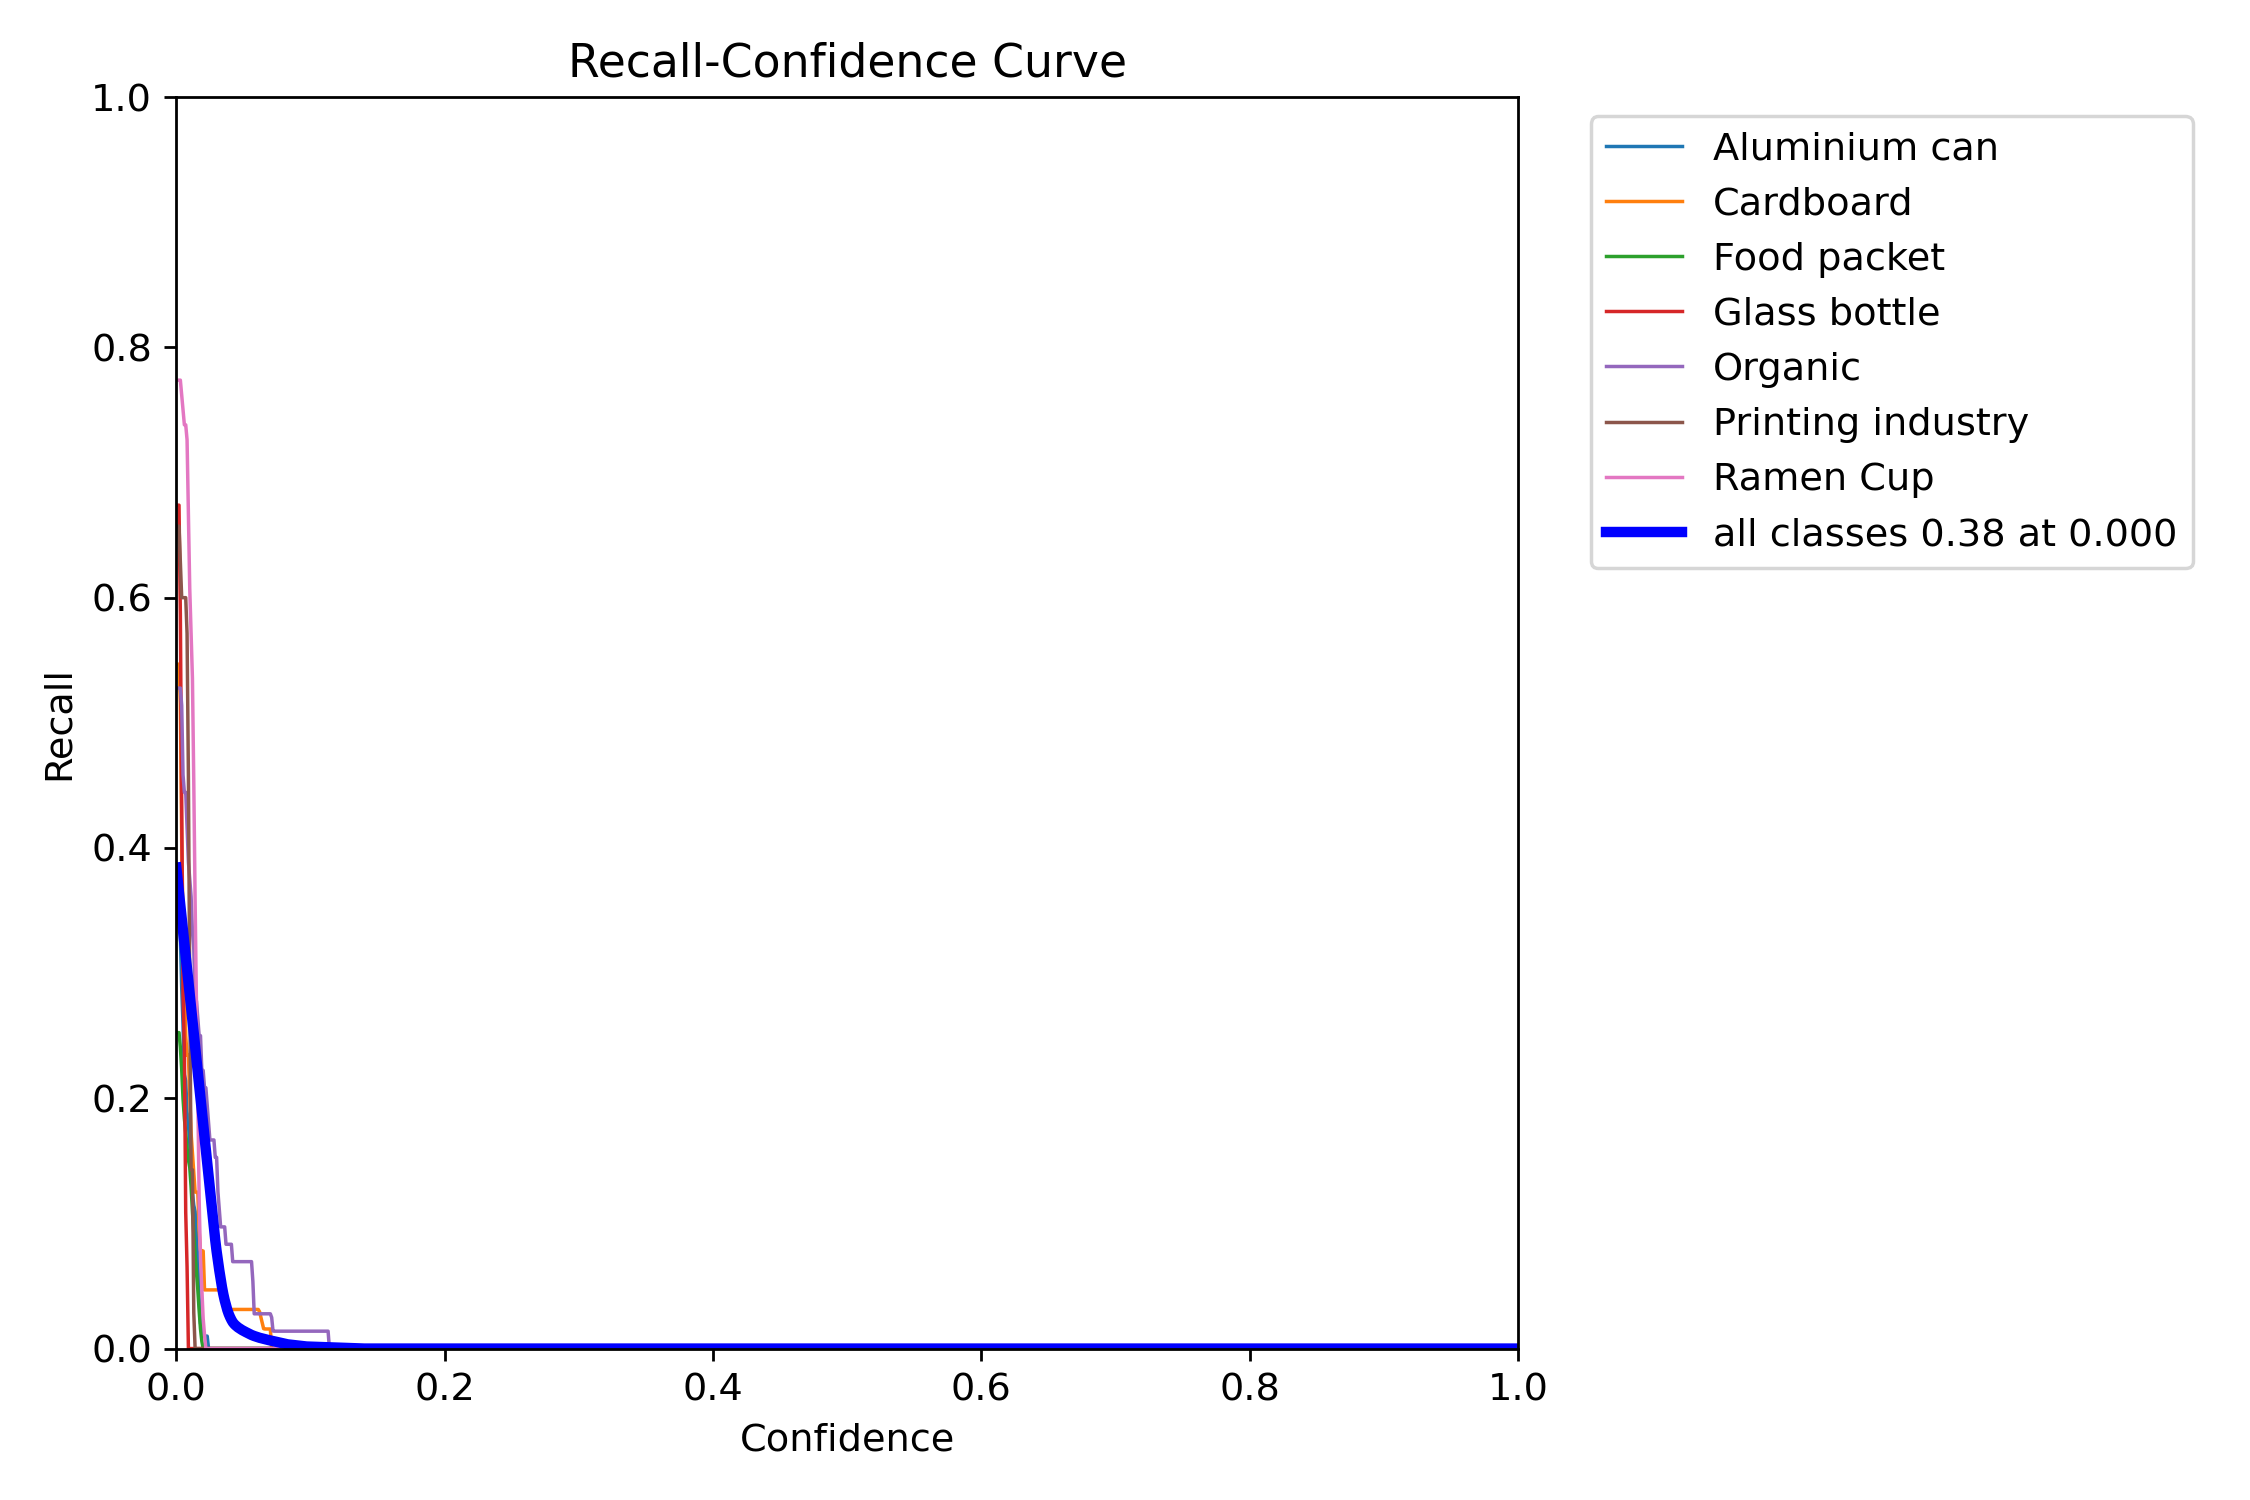 Recall-Confidence Curve
1.0
0.8
0.6
0.4
0.2
0.0
Recall
0.0 0.2 0.4 0.6 0.8 1.0
Confidence
Aluminium can
Cardboard
Food packet
Glass bottle
Organic
Printing industry
Ramen Cup
all classes 0.38 at 0.000